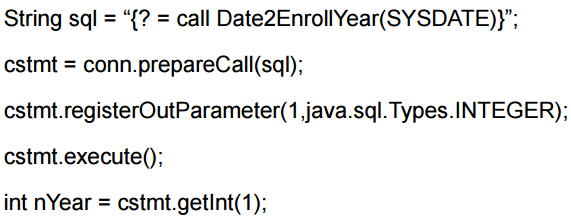 String sql = “{? = call Date2EnrollYear(SYSDATE)}”;
cstmt = conn.prepareCall(sql);
cstmt.registerOutParameter(1,java.sql.Types.INTEGER);
cstmt.execute();
int nYear = cstmt.getInt(1);